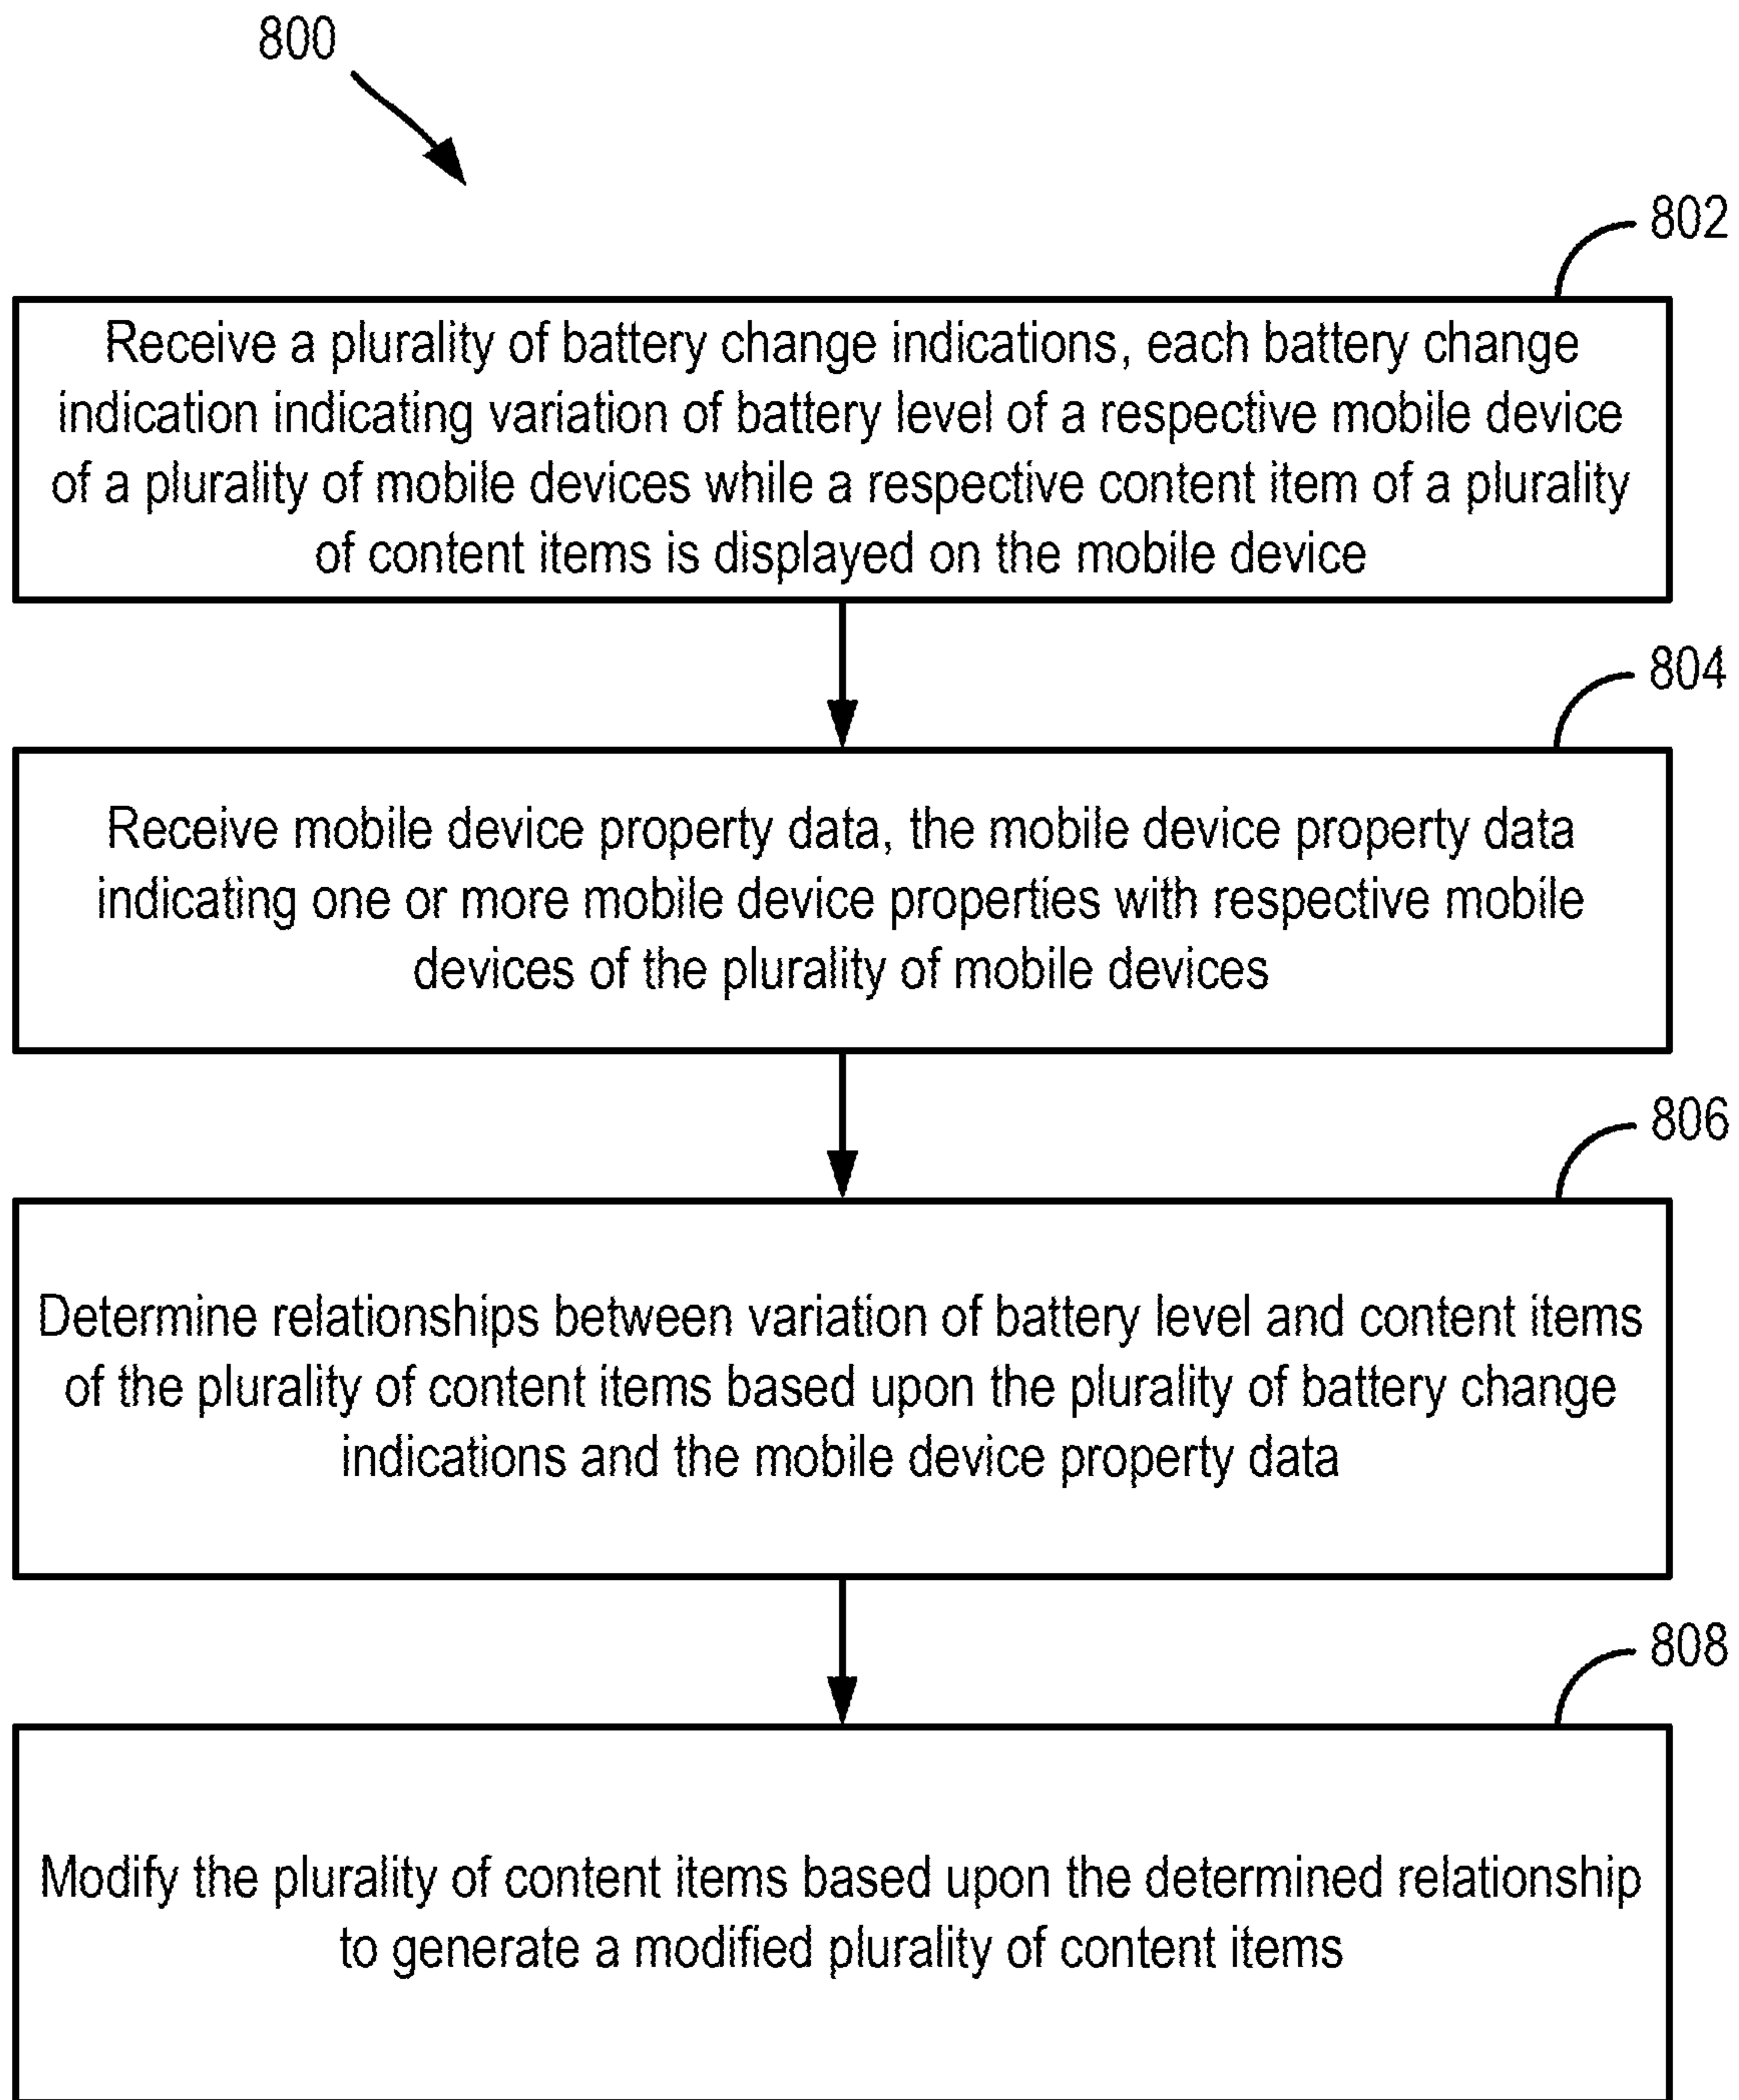 800
802
Receive a plurality of battery change indications, each battery change
indication indicating variation of battery level of a respective mobile device
of a plurality of mobile devices while a respective content item of a plurality
of content items is displayed on the mobile device
804
Receive mobile device property data, the mobile device property data
indicating one or more mobile device properties with respective mobile
devices of the plurality of mobile devices
806
Determine relationships between variation of battery level and content items
of the plurality of content items based upon the plurality of battery change
indications and the mobile device property data
808
Modify the plurality of content items based upon the determined relationship
to generate a modified plurality of content items